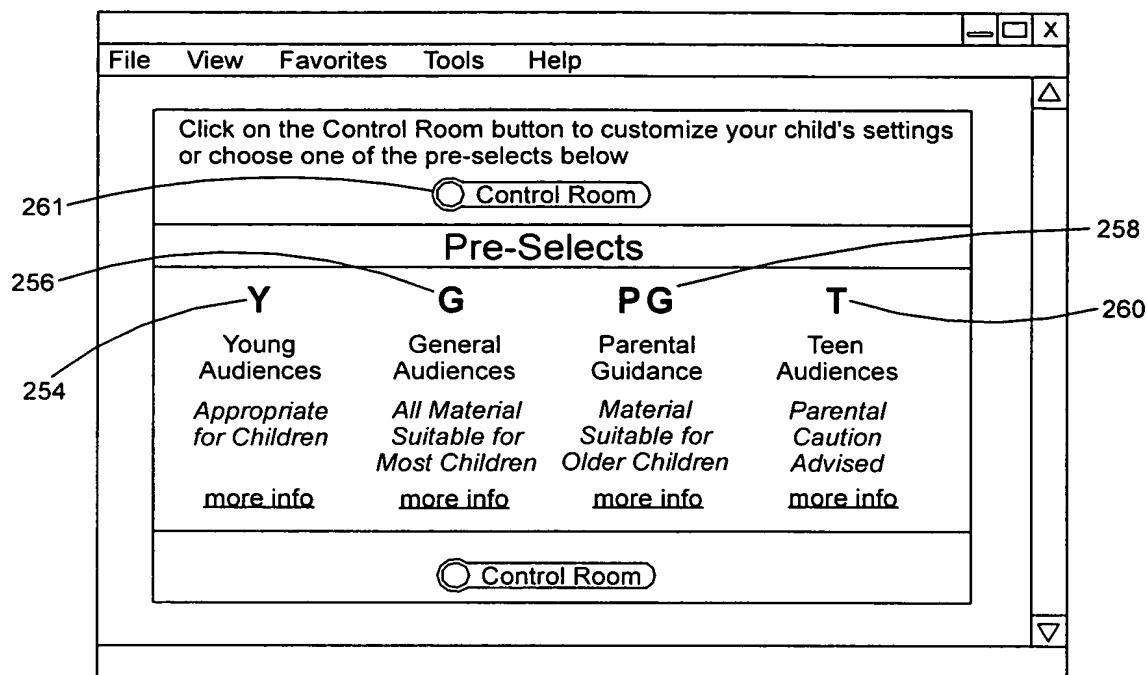 X
File View Favorites Tools Help
Click on the Control Room button to customize your child's settings
or choose one of the pre-selects below
261
Control Room
Pre-Selects
258
256
Y G PG T
260
Young General Parental Teen
Audiences Audiences Guidance Audiences
254
Appropriate All Material Material Parental
for Children Suitable for Suitable for Caution
Most Children Older Children Advised
more info more info more info more info
Control Room